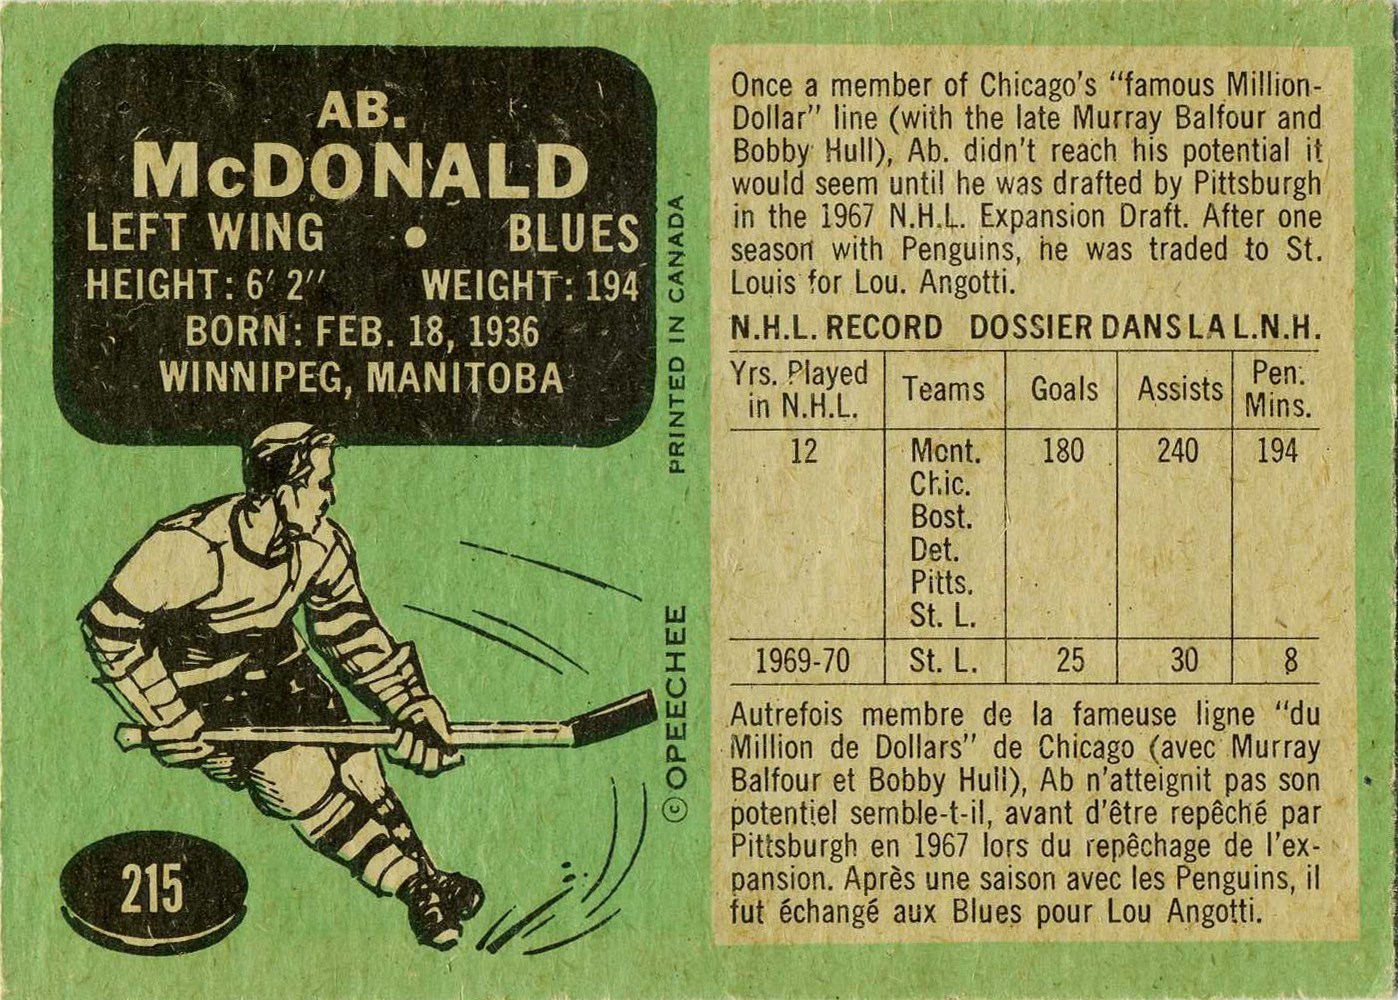 AB.
McDONALD
LEFT WING • BLUES
HEIGHT: 6' 2'' WEIGHT: 194
BORN: FEB. 18, 1936
WINNIPEG, MANITOBA
215
©OPEECHEE PRINTED IN CANADA
Once a member of Chicago's "famous Million-
Dollar" line (with the late Murray Balfour and
Bobby Hull), Ab. didn't reach his potential it
would seem until he was drafted by Pittsburgh
in the 1967 N.H.L. Expansion Draft. After one
season with Penguins, he was traded to St.
Louis for Lou. Angotti.
N.H.L. RECORD DOSSIER DANS LA L.N.H.
Yrs. Played in N.H.L. Teams Goals Assists Pen. Mins.
12 Mont. 180 240 194
Chic.
Bost.
Det.
Pitts.
St. L.
1969-70 St. L. 25 30 8
Autrefois membre de la fameuse ligne "du
Million de Dollars" de Chicago (avec Murray
Balfour et Bobby Hull), Ab n'atteignit pas son
potentiel semble-t-il, avant d'être repêché par
Pittsburgh en 1967 lors du repêchage de l'ex-
pansion. Après une saison avec les Penguins, il
fut échangé aux Blues pour Lou Angotti.